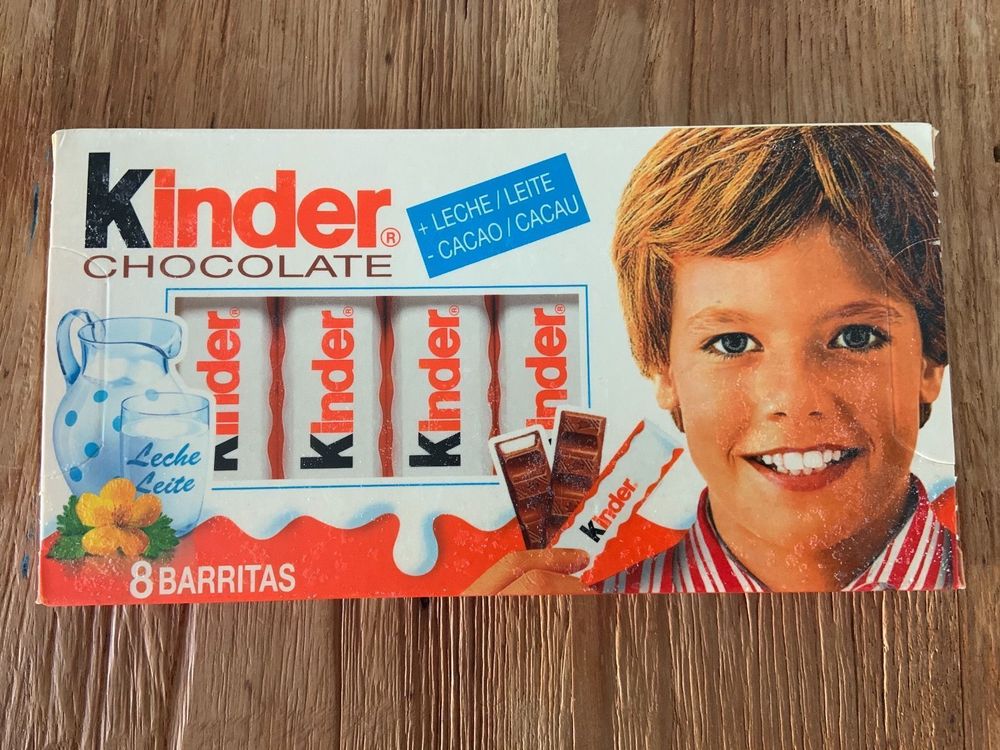 Kinder®
CHOCOLATE
+ LECHE / LEITE
- CACAO / CACAU
Kinder®
Kinder®
Kinder®
Kinder®
Leche
Leite
Kinder
8 BARRITAS